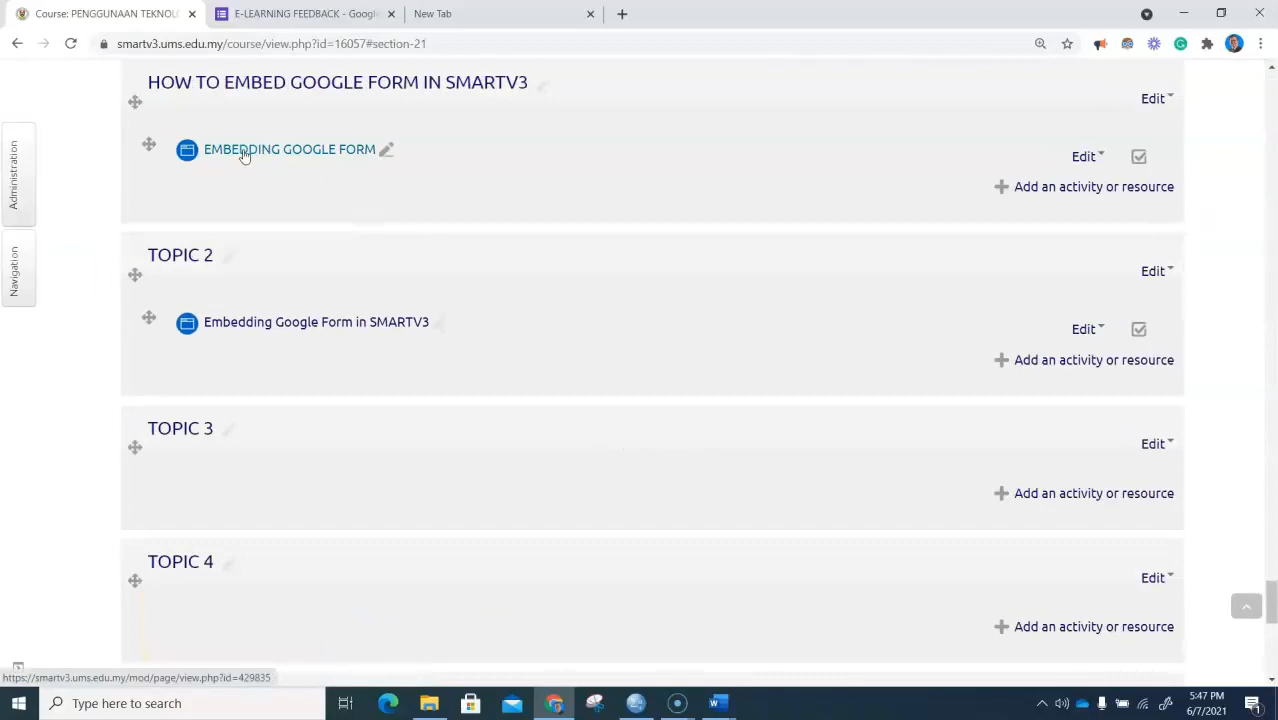 Course: PENGGUNAAN TEKNOL
E-LEARNING FEEDBACK - Google
New Tab
smartv3.ums.edu.my/course/view.php?id=16057#section-21
HOW TO EMBED GOOGLE FORM IN SMARTV3
Edit
EMBEDDING GOOGLE FORM
Edit
Add an activity or resource
Administration
Navigation
TOPIC 2
Edit
Embedding Google Form in SMARTV3
Edit
Add an activity or resource
TOPIC 3
Edit
Add an activity or resource
TOPIC 4
Edit
Add an activity or resource
https://smartv3.ums.edu.my/mod/page/view.php?id=429835
Type here to search
5:47 PM
6/7/2021